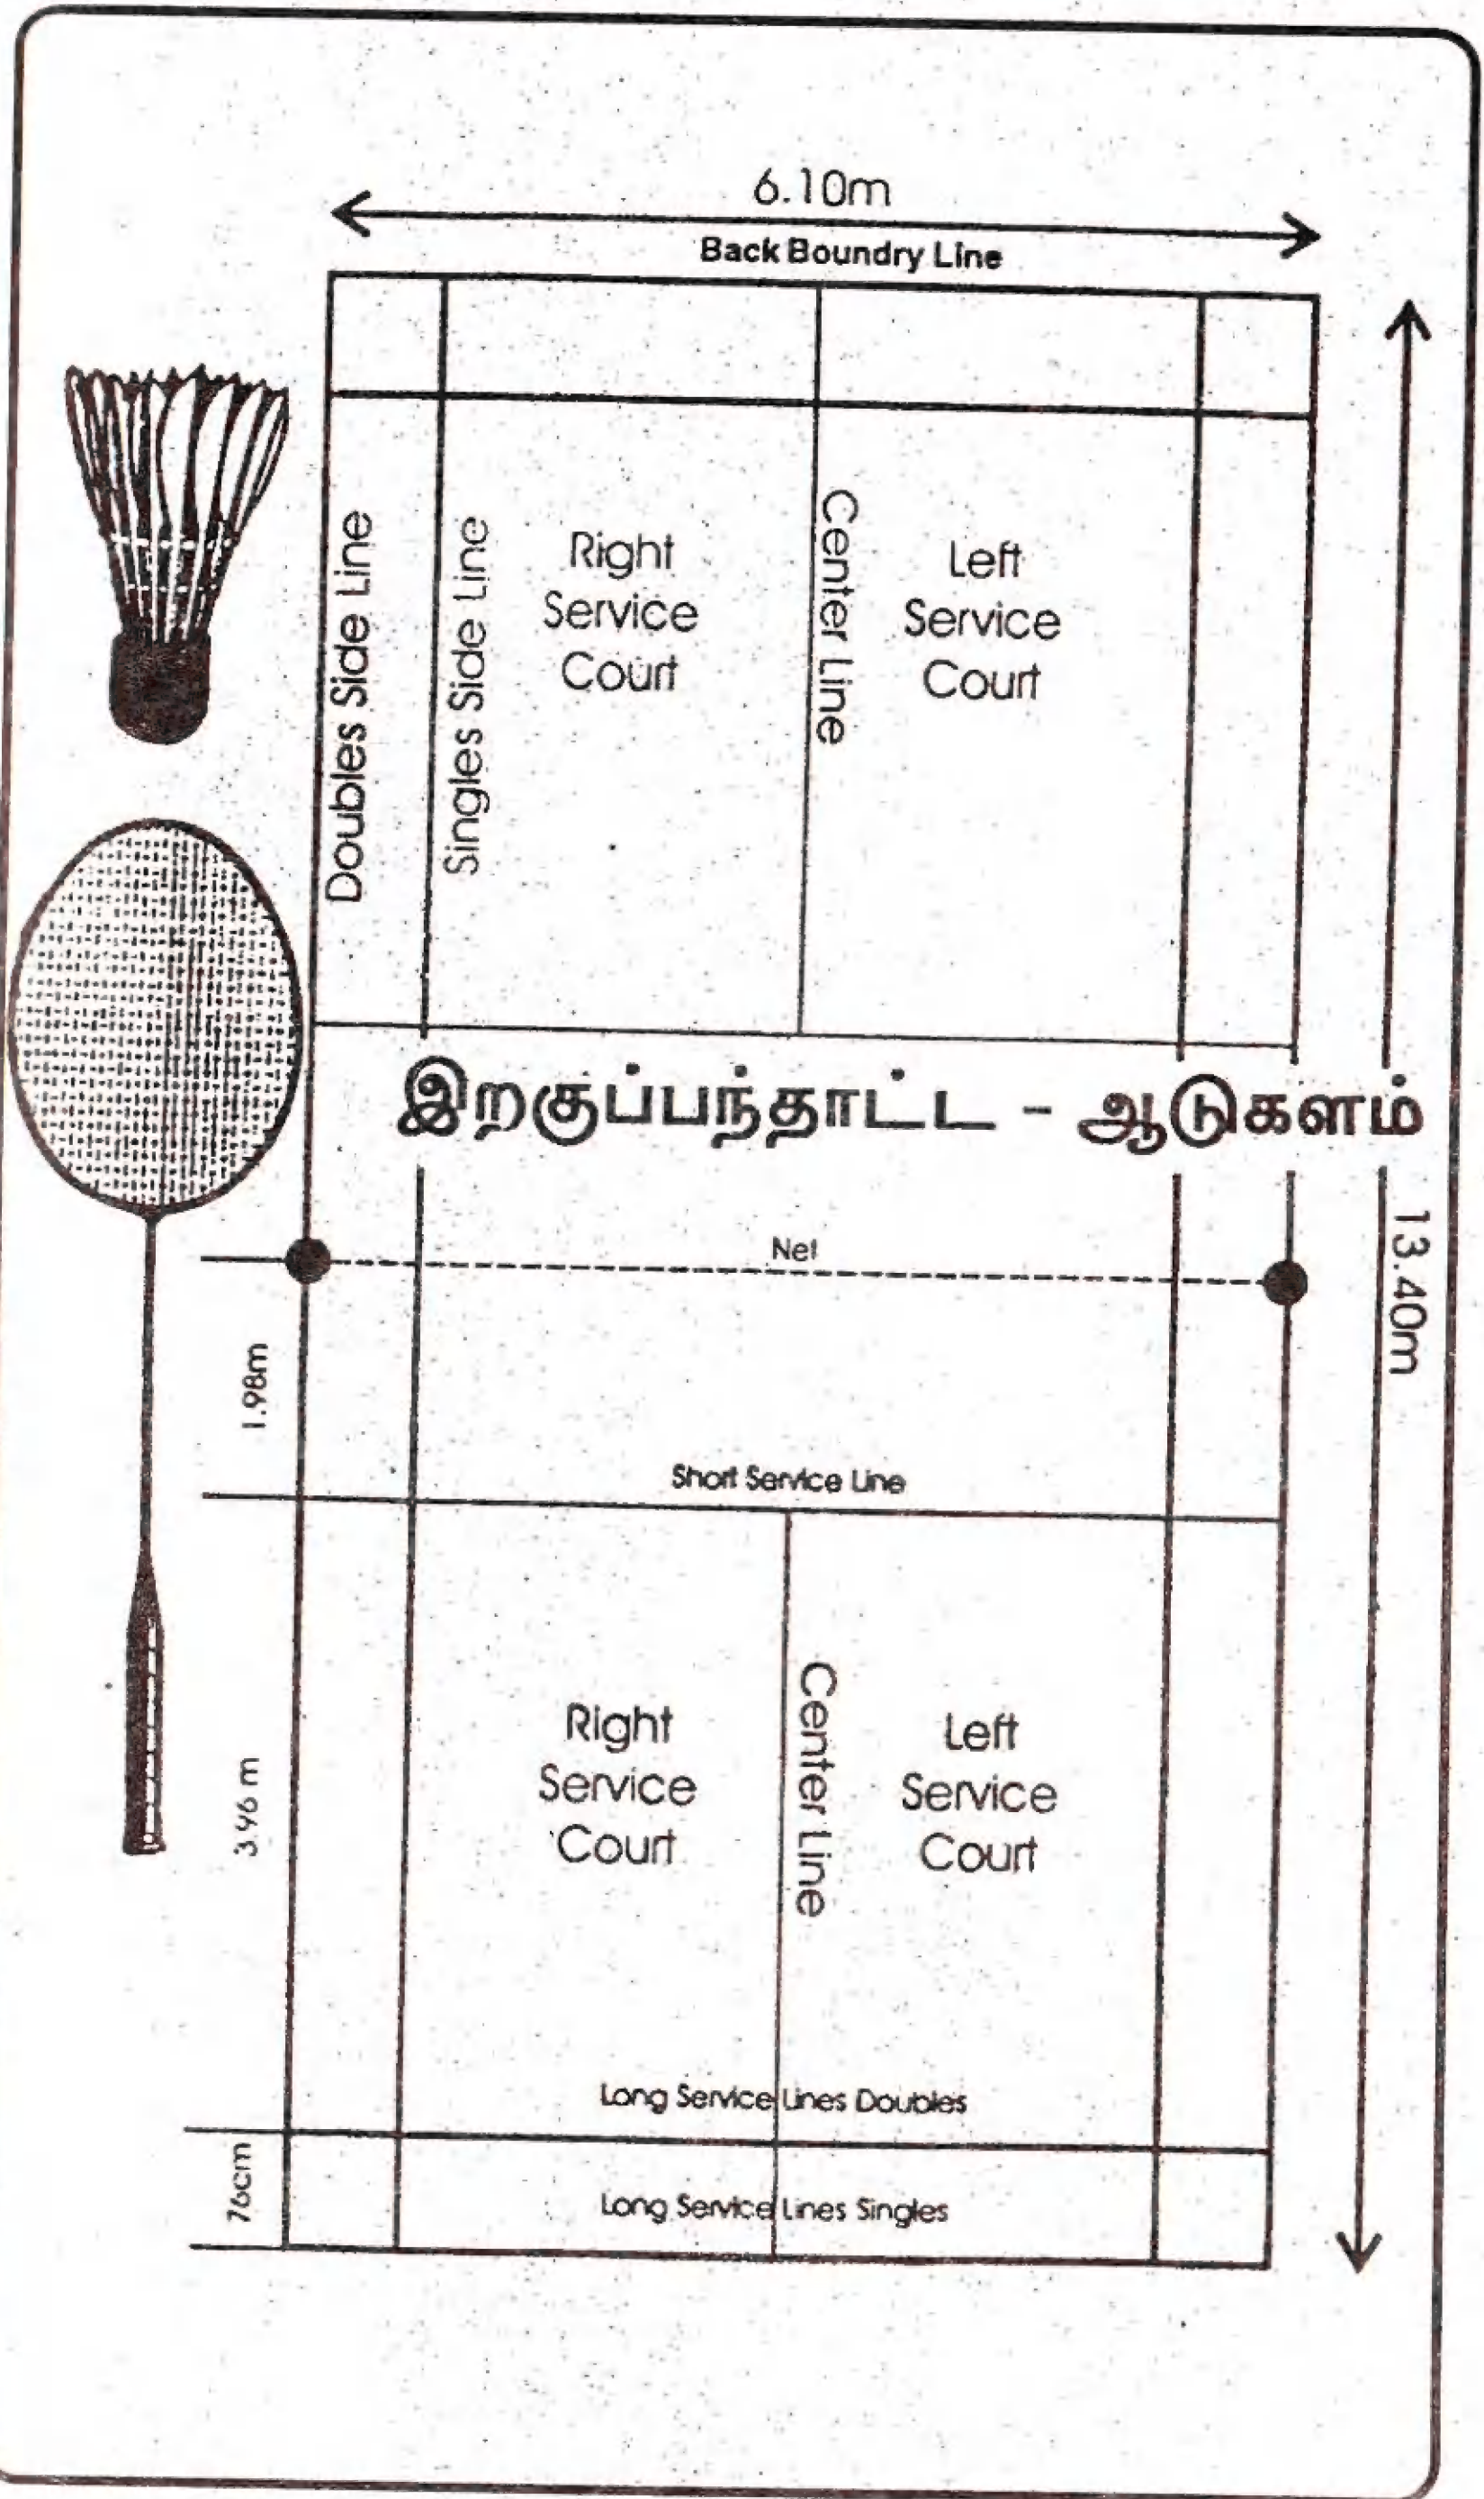 6.10m
Back Boundry Line
Doubles Side Line
Singles Side Line
Right
Service
Court
Center Line
Left
Service
Court
இறகுப்பந்தாட்ட - ஆடுகளம்
13.40m
Net
1.98m
Short Service Line
Right
Service
Court
Center Line
Left
Service
Court
3.96 m
Long Service Lines Doubles
76cm
Long Service Lines Singles